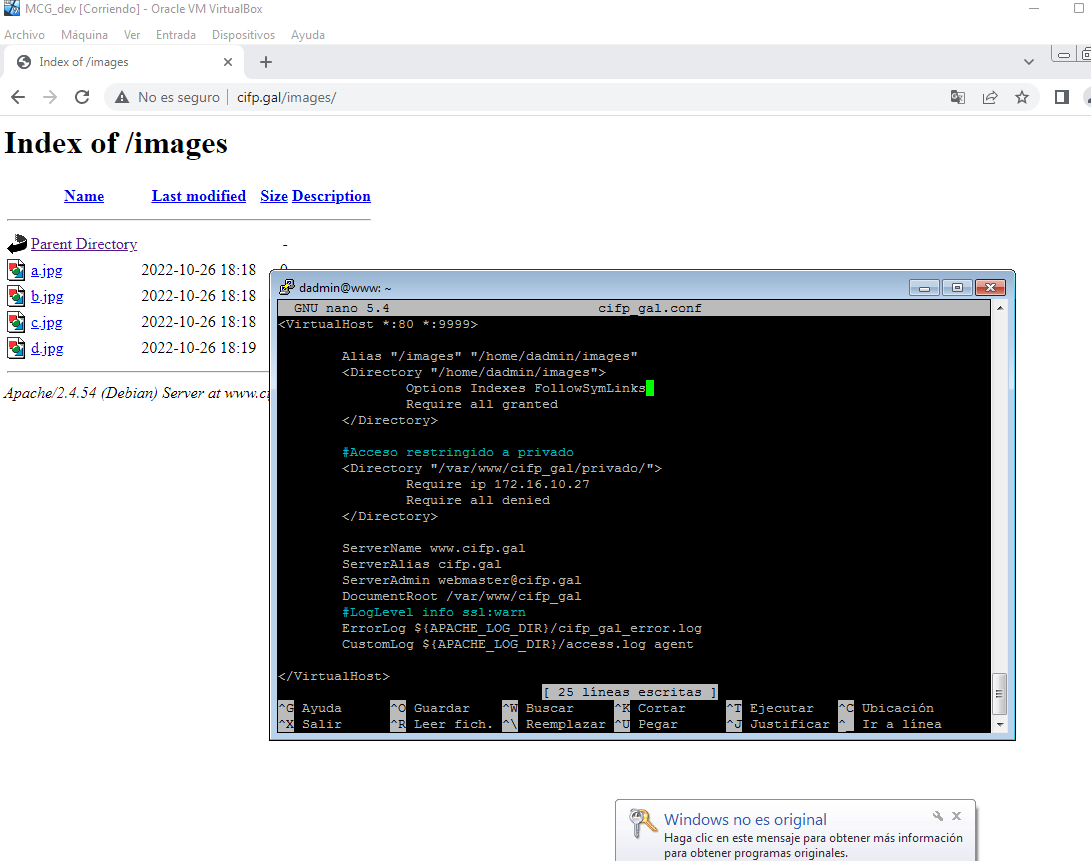 MCG_dev [Corriendo] - Oracle VM VirtualBox
Archivo Máquina Ver Entrada Dispositivos Ayuda
Index of /images
No es seguro cifp.gal/images/
Index of /images
Name Last modified Size Description
Parent Directory -
a.jpg 2022-10-26 18:18 0
b.jpg 2022-10-26 18:18
c.jpg 2022-10-26 18:18
d.jpg 2022-10-26 18:19
Apache/2.4.54 (Debian) Server at
dadmin@www: ~
GNU nano 5.4 cifp_gal.conf
<VirtualHost *:80 *:9999>
Alias "/images" "/home/dadmin/images"
<Directory "/home/dadmin/images">
Options Indexes FollowSymLinks
Require all granted
</Directory>
#Acceso restringido a privado
<Directory "/var/www/cifp_gal/privado/">
Require ip 172.16.10.27
Require all denied
</Directory>
ServerName www.cifp.gal
ServerAlias cifp.gal
ServerAdmin webmaster@cifp.gal
DocumentRoot /var/www/cifp_gal
#LogLevel info ssl:warn
ErrorLog ${APACHE_LOG_DIR}/cifp_gal_error.log
CustomLog ${APACHE_LOG_DIR}/access.log agent
</VirtualHost>
[ 25 líneas escritas ]
^G Ayuda ^O Guardar ^W Buscar ^K Cortar ^T Ejecutar ^C Ubicación
^X Salir ^R Leer fich. ^\ Reemplazar ^U Pegar ^J Justificar ^_ Ir a línea
Windows no es original
Haga clic en este mensaje para obtener más información
para obtener programas originales.